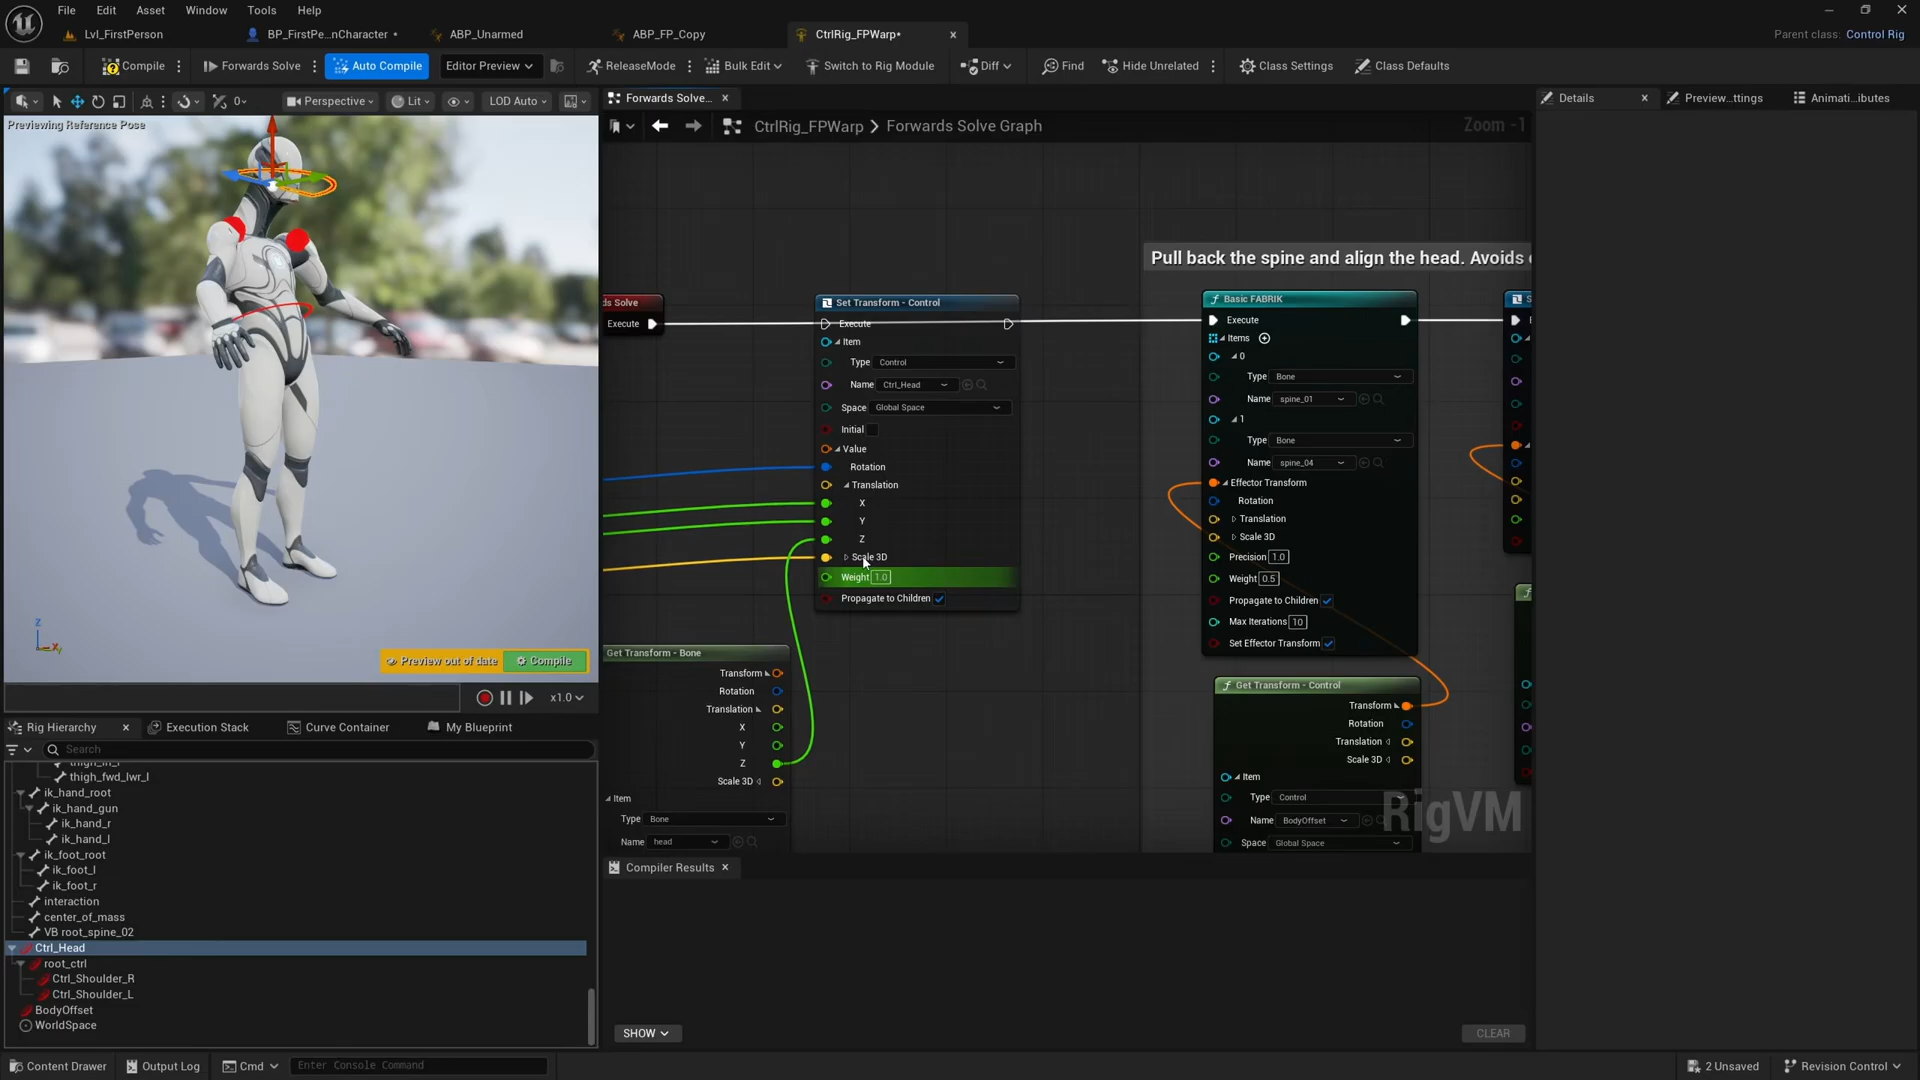 File Edit Asset Window Tools Help
Lvl_FirstPerson BP_FirstPe...nCharacter * ABP_Unarmed ABP_FP_Copy CtrlRig_FPWarp*
Parent class: Control Rig
Compile Forwards Solve Auto Compile Editor Preview ReleaseMode Bulk Edit Switch to Rig Module Diff Find Hide Unrelated Class Settings Class Defaults
0 Perspective Lit LOD Auto
Previewing Reference Pose
Preview out of date Compile
x1.0
Forwards Solve...
CtrlRig_FPWarp > Forwards Solve Graph
Zoom -1
ds Solve
Execute
Set Transform - Control
Execute
Item
Type Control
Name Ctrl_Head
Space Global Space
Initial
Value
Rotation
Translation
X
Y
Z
Scale 3D
Weight 1.0
Propagate to Children
Get Transform - Bone
Transform
Rotation
Translation
X
Y
Z
Scale 3D
Item
Type Bone
Name head
Pull back the spine and align the head. Avoids
Basic FABRIK
Execute
Items
0
Type Bone
Name spine_01
1
Type Bone
Name spine_04
Effector Transform
Rotation
Translation
Scale 3D
Precision 1.0
Weight 0.5
Propagate to Children
Max Iterations 10
Set Effector Transform
Get Transform - Control
Transform
Rotation
Translation
Scale 3D
Item
Type Control
Name BodyOffset
Space Global Space
RigVM
Details Preview...ttings Animati...ibutes
Rig Hierarchy Execution Stack Curve Container My Blueprint
Search
thigh_fwd_lwr_l
ik_hand_root
ik_hand_gun
ik_hand_r
ik_hand_l
ik_foot_root
ik_foot_l
ik_foot_r
interaction
center_of_mass
VB root_spine_02
Ctrl_Head
root_ctrl
Ctrl_Shoulder_R
Ctrl_Shoulder_L
BodyOffset
WorldSpace
Compiler Results
SHOW CLEAR
Content Drawer Output Log Cmd Enter Console Command 2 Unsaved Revision Control